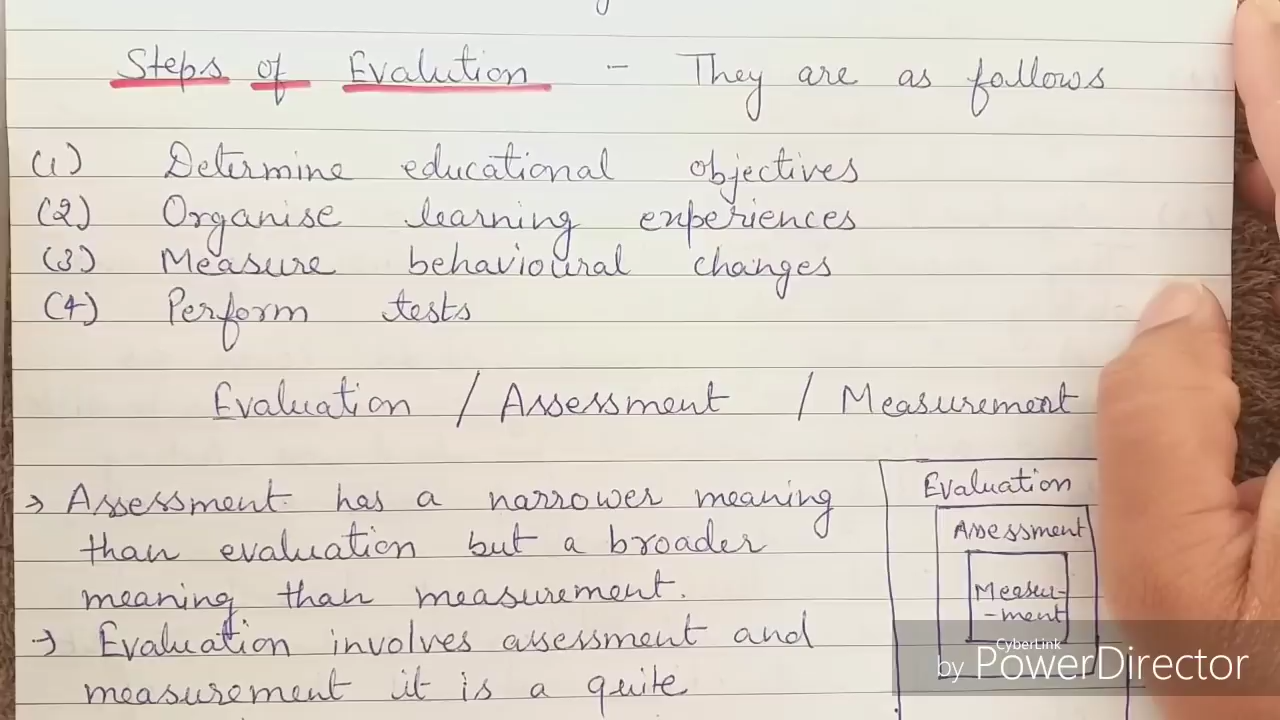 Steps of Evalution - They are as follows
(1) Determine educational objectives
(2) Organise learning experiences
(3) Measure behavioural changes
(4) Perform tests
Evaluation / Assessment / Measurement
→ Assessment has a narrower meaning
than evaluation but a broader
meaning than measurement.
→ Evaluation involves assessment and
measurement it is a quite
Evaluation
Assessment
Measu-
-ment
CyberLink
by PowerDirector